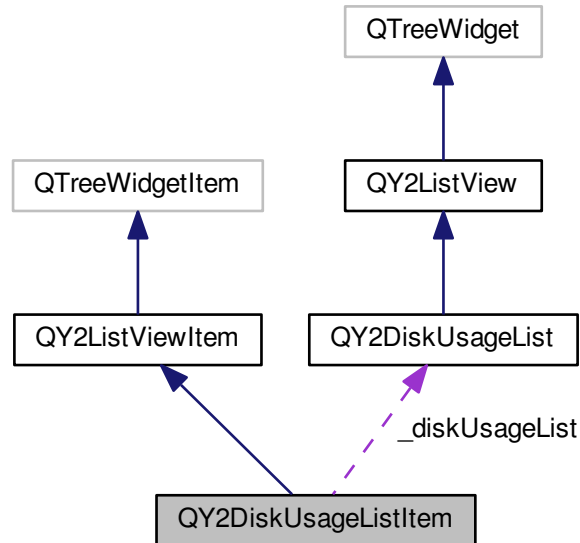 QTreeWidget
QTreeWidgetItem
QY2ListView
QY2ListViewItem
QY2DiskUsageList
_diskUsageList
QY2DiskUsageListItem